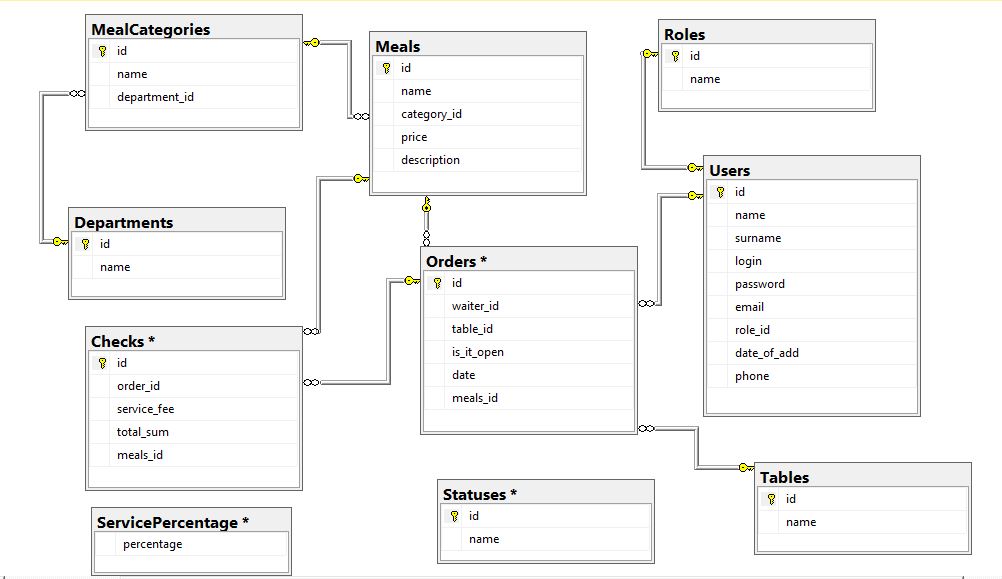 MealCategories
id
name
department_id
Meals
id
name
category_id
price
description
Roles
id
name
Users
id
name
surname
login
password
email
role_id
date_of_add
phone
Departments
id
name
Orders *
id
waiter_id
table_id
is_it_open
date
meals_id
Checks *
id
order_id
service_fee
total_sum
meals_id
Tables
id
name
Statuses *
id
name
ServicePercentage *
percentage